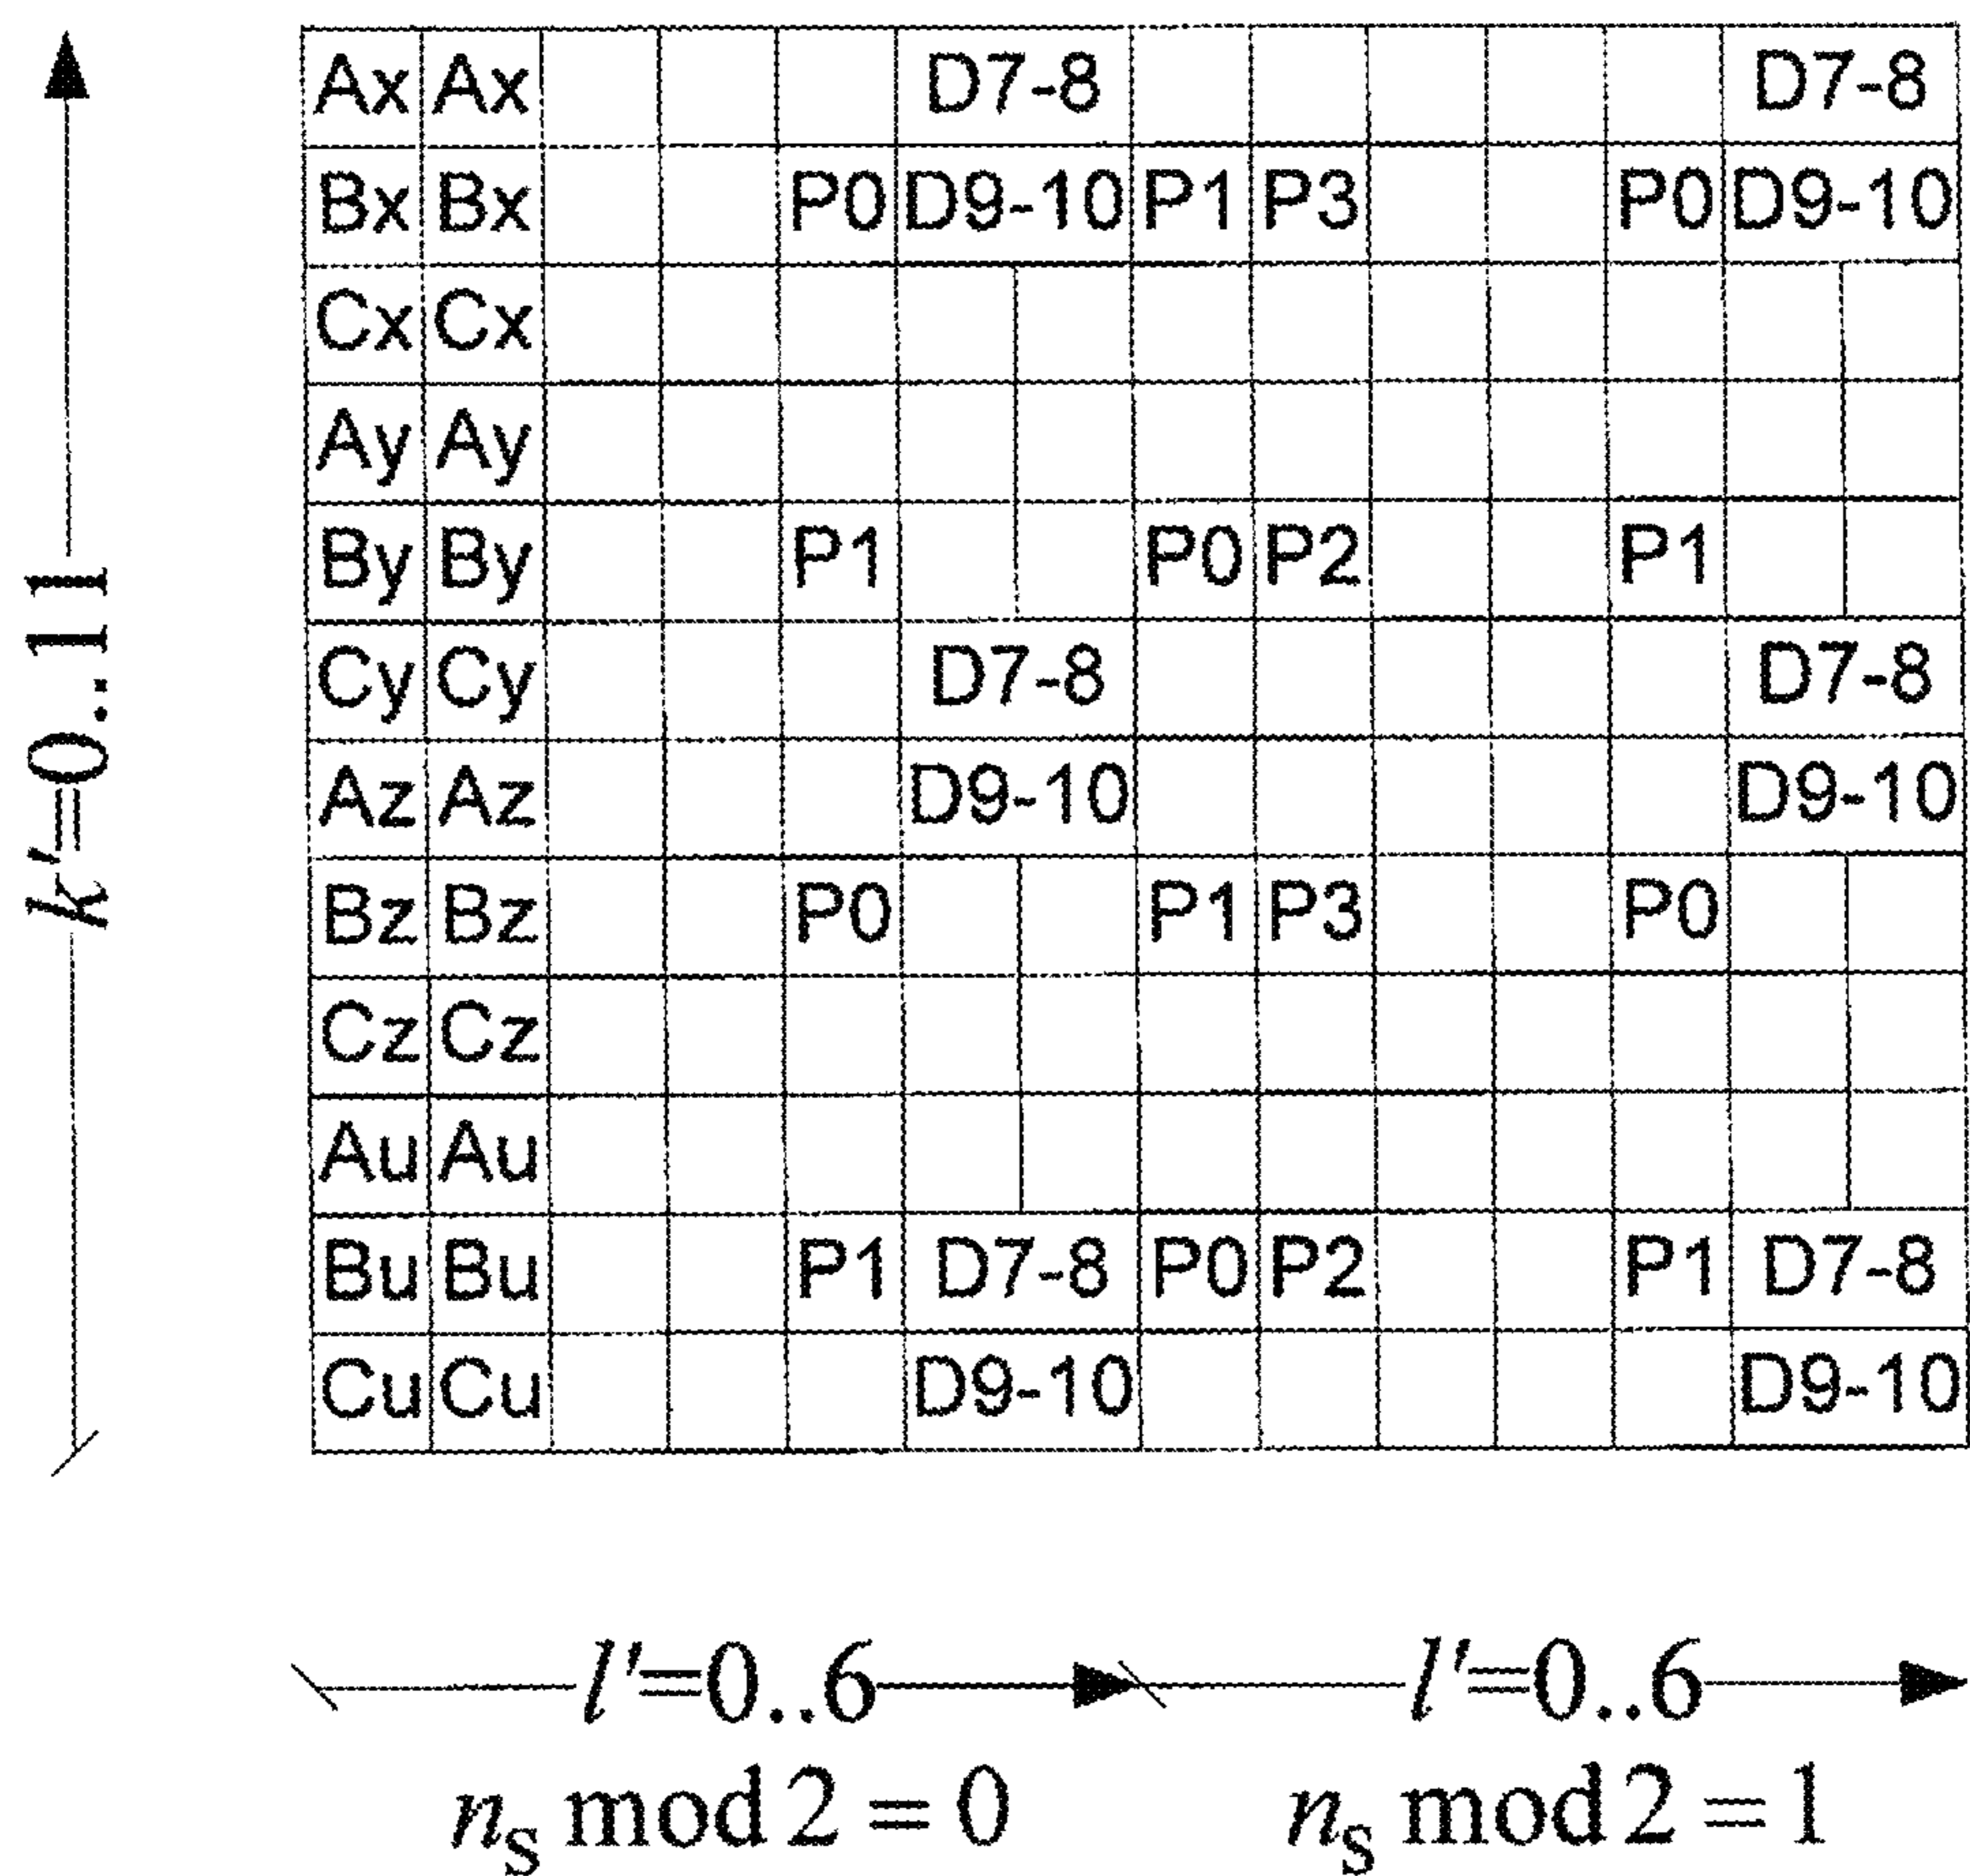 Ax Ax D7-8 D7-8
Bx Bx P0 D9-10 P1 P3 P0 D9-10
Cx Cx
Ay Ay
By By P1 P0 P2 P1
Cy Cy D7-8 D7-8
Az Az D9-10 D9-10
Bz Bz P0 P1 P3 P0
Cz Cz
Au Au
Bu Bu P1 D7-8 P0 P2 P1 D7-8
Cu Cu D9-10 D9-10
k'=0..11
l'=0..6 l'=0..6
n_s mod 2 = 0 n_s mod 2 = 1